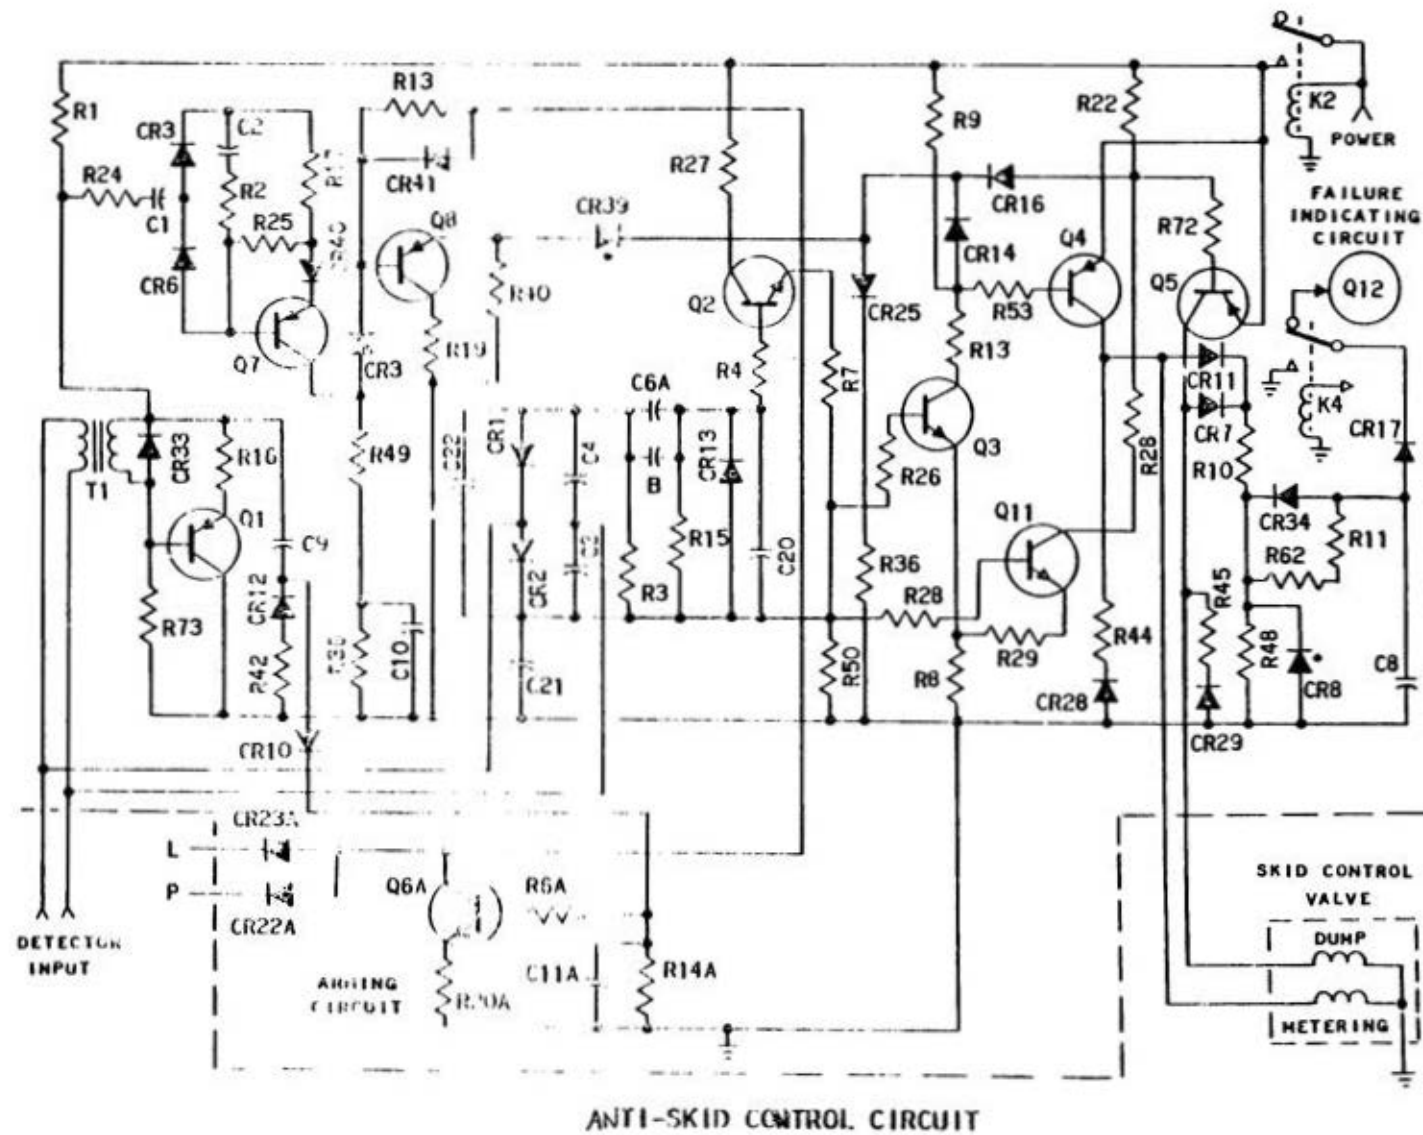 R13
R1
CR3
C2
R24
C1
R2
R25
CR6
CR41
Q8
CR39
R27
R9
R22
K2
POWER
FAILURE
INDICATING
CIRCUIT
CR16
CR14
Q4
R72
Q5
Q12
Q7
CR3
R19
R40
Q2
CR25
R53
R13
R4
R7
C6A
CR11
CR7
K4
CR17
T1
CR33
R16
Q1
R49
C22
CR1
C4
B
CR13
Q3
R26
R28
R10
CR34
R11
C9
R15
C20
Q11
R62
R36
CR12
R73
R42
C10
CR2
R3
R28
R29
R45
R44
R48
C21
R50
R8
CR28
CR29
CR8
C8
CR10
CR23A
L
P
CR22A
Q6A
R6A
SKID CONTROL
VALVE
DETECTOR
INPUT
CIRCUIT
R20A
C11A
R14A
DUMP
METERING
ANTI-SKID CONTROL CIRCUIT